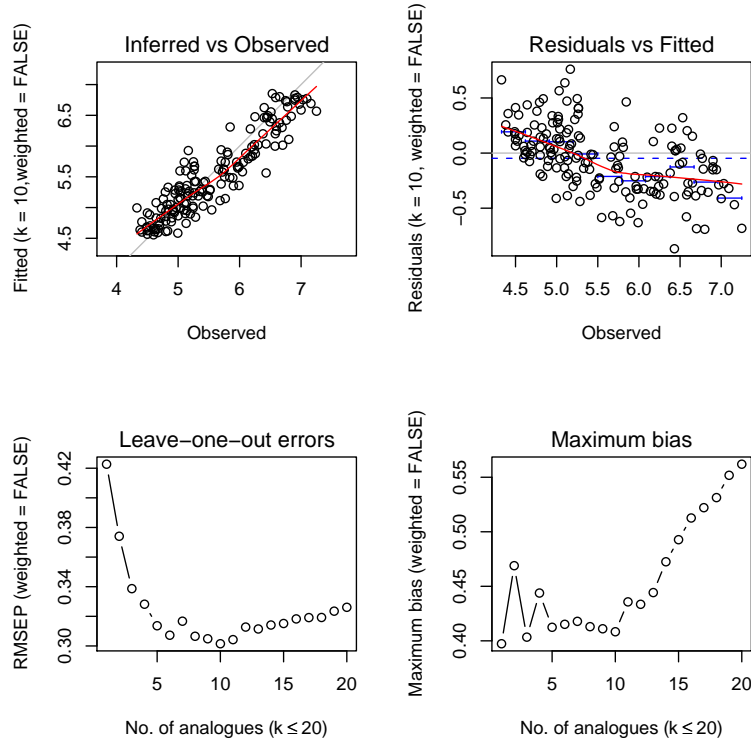 Inferred vs Observed
Fitted (k = 10,weighted = FALSE)
4.5 5.5 6.5
4 5 6 7
Observed
Residuals vs Fitted
Residuals (k = 10, weighted = FALSE)
−0.5 0.0 0.5
4.5 5.0 5.5 6.0 6.5 7.0
Observed
Leave−one−out errors
RMSEP (weighted = FALSE)
0.30 0.34 0.38 0.42
5 10 15 20
No. of analogues (k ≤ 20)
Maximum bias
Maximum bias (weighted = FALSE)
0.40 0.45 0.50 0.55
5 10 15 20
No. of analogues (k ≤ 20)